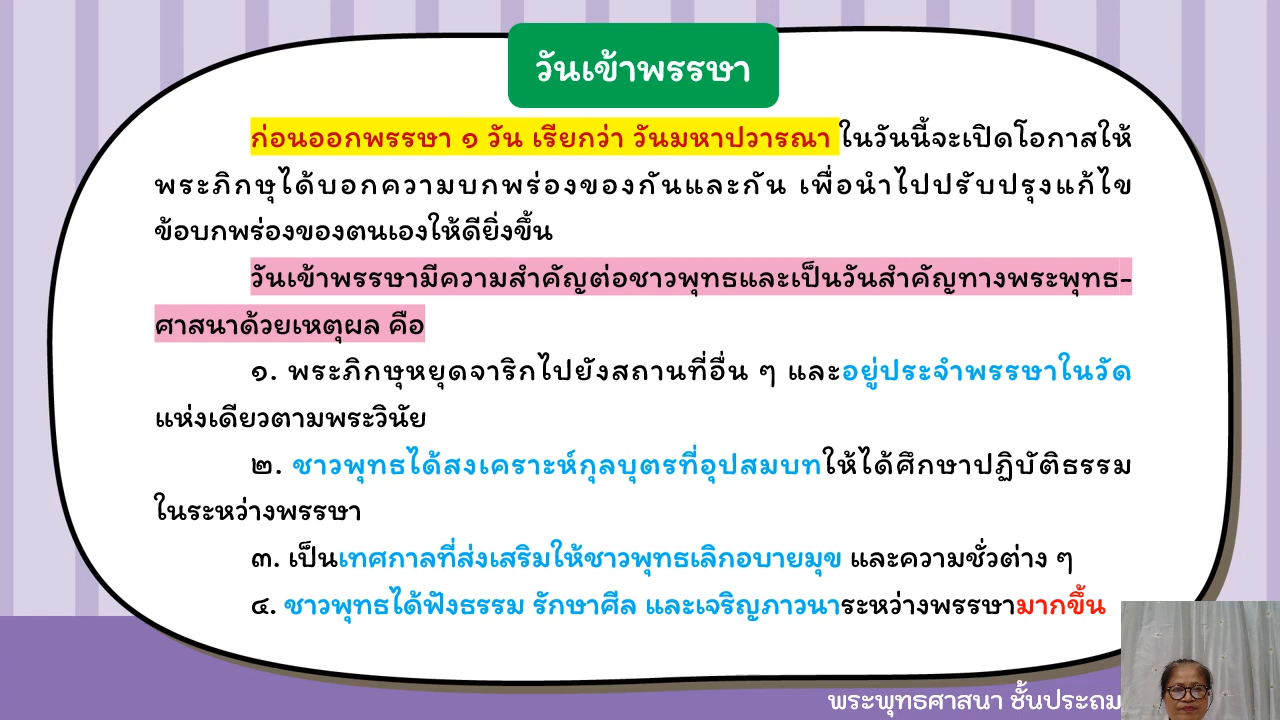 วันเข้าพรรษา
ก่อนออกพรรษา ๑ วัน เรียกว่า วันมหาปวารณา ในวันนี้จะเปิดโอกาสให้
พระภิกษุได้บอกความบกพร่องของกันและกัน เพื่อนำไปปรับปรุงแก้ไข
ข้อบกพร่องของตนเองให้ดียิ่งขึ้น
วันเข้าพรรษามีความสำคัญต่อชาวพุทธและเป็นวันสำคัญทางพระพุทธ-
ศาสนาด้วยเหตุผล คือ
๑. พระภิกษุหยุดจาริกไปยังสถานที่อื่น ๆ และอยู่ประจำพรรษาในวัด
แห่งเดียวตามพระวินัย
๒. ชาวพุทธได้สงเคราะห์กุลบุตรที่อุปสมบทให้ได้ศึกษาปฏิบัติธรรม
ในระหว่างพรรษา
๓. เป็นเทศกาลที่ส่งเสริมให้ชาวพุทธเลิกอบายมุข และความชั่วต่าง ๆ
๔. ชาวพุทธได้ฟังธรรม รักษาศีล และเจริญภาวนาระหว่างพรรษามากขึ้น
พระพุทธศาสนา ชั้นประถม